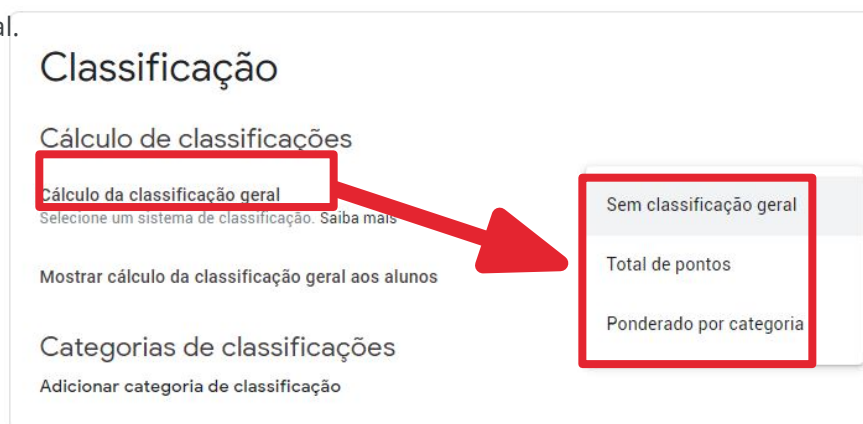 al.
Classificação
Cálculo de classificações
Cálculo da classificação geral
Selecione um sistema de classificação. Saiba mais
Sem classificação geral
Total de pontos
Mostrar cálculo da classificação geral aos alunos
Ponderado por categoria
Categorias de classificações
Adicionar categoria de classificação